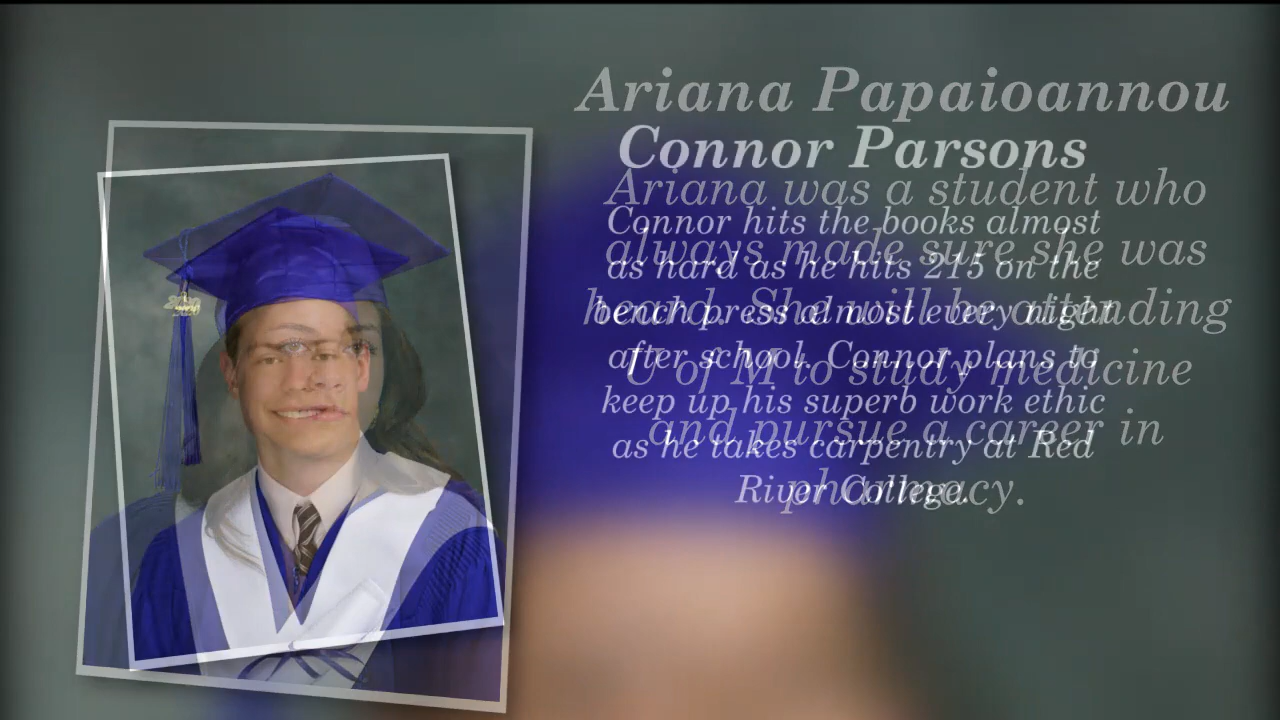 Ariana Papaioannou
Connor Parsons
Ariana was a student who
Connor hits the books almost
always made sure she was
as hard as he hits 215 on the
heard. She will be attending
bench press almost every night
after school. Connor plans to
U of M to study medicine
keep up his superb work ethic
and pursue a career in
as he takes carpentry at Red
River College.
pharmacy.